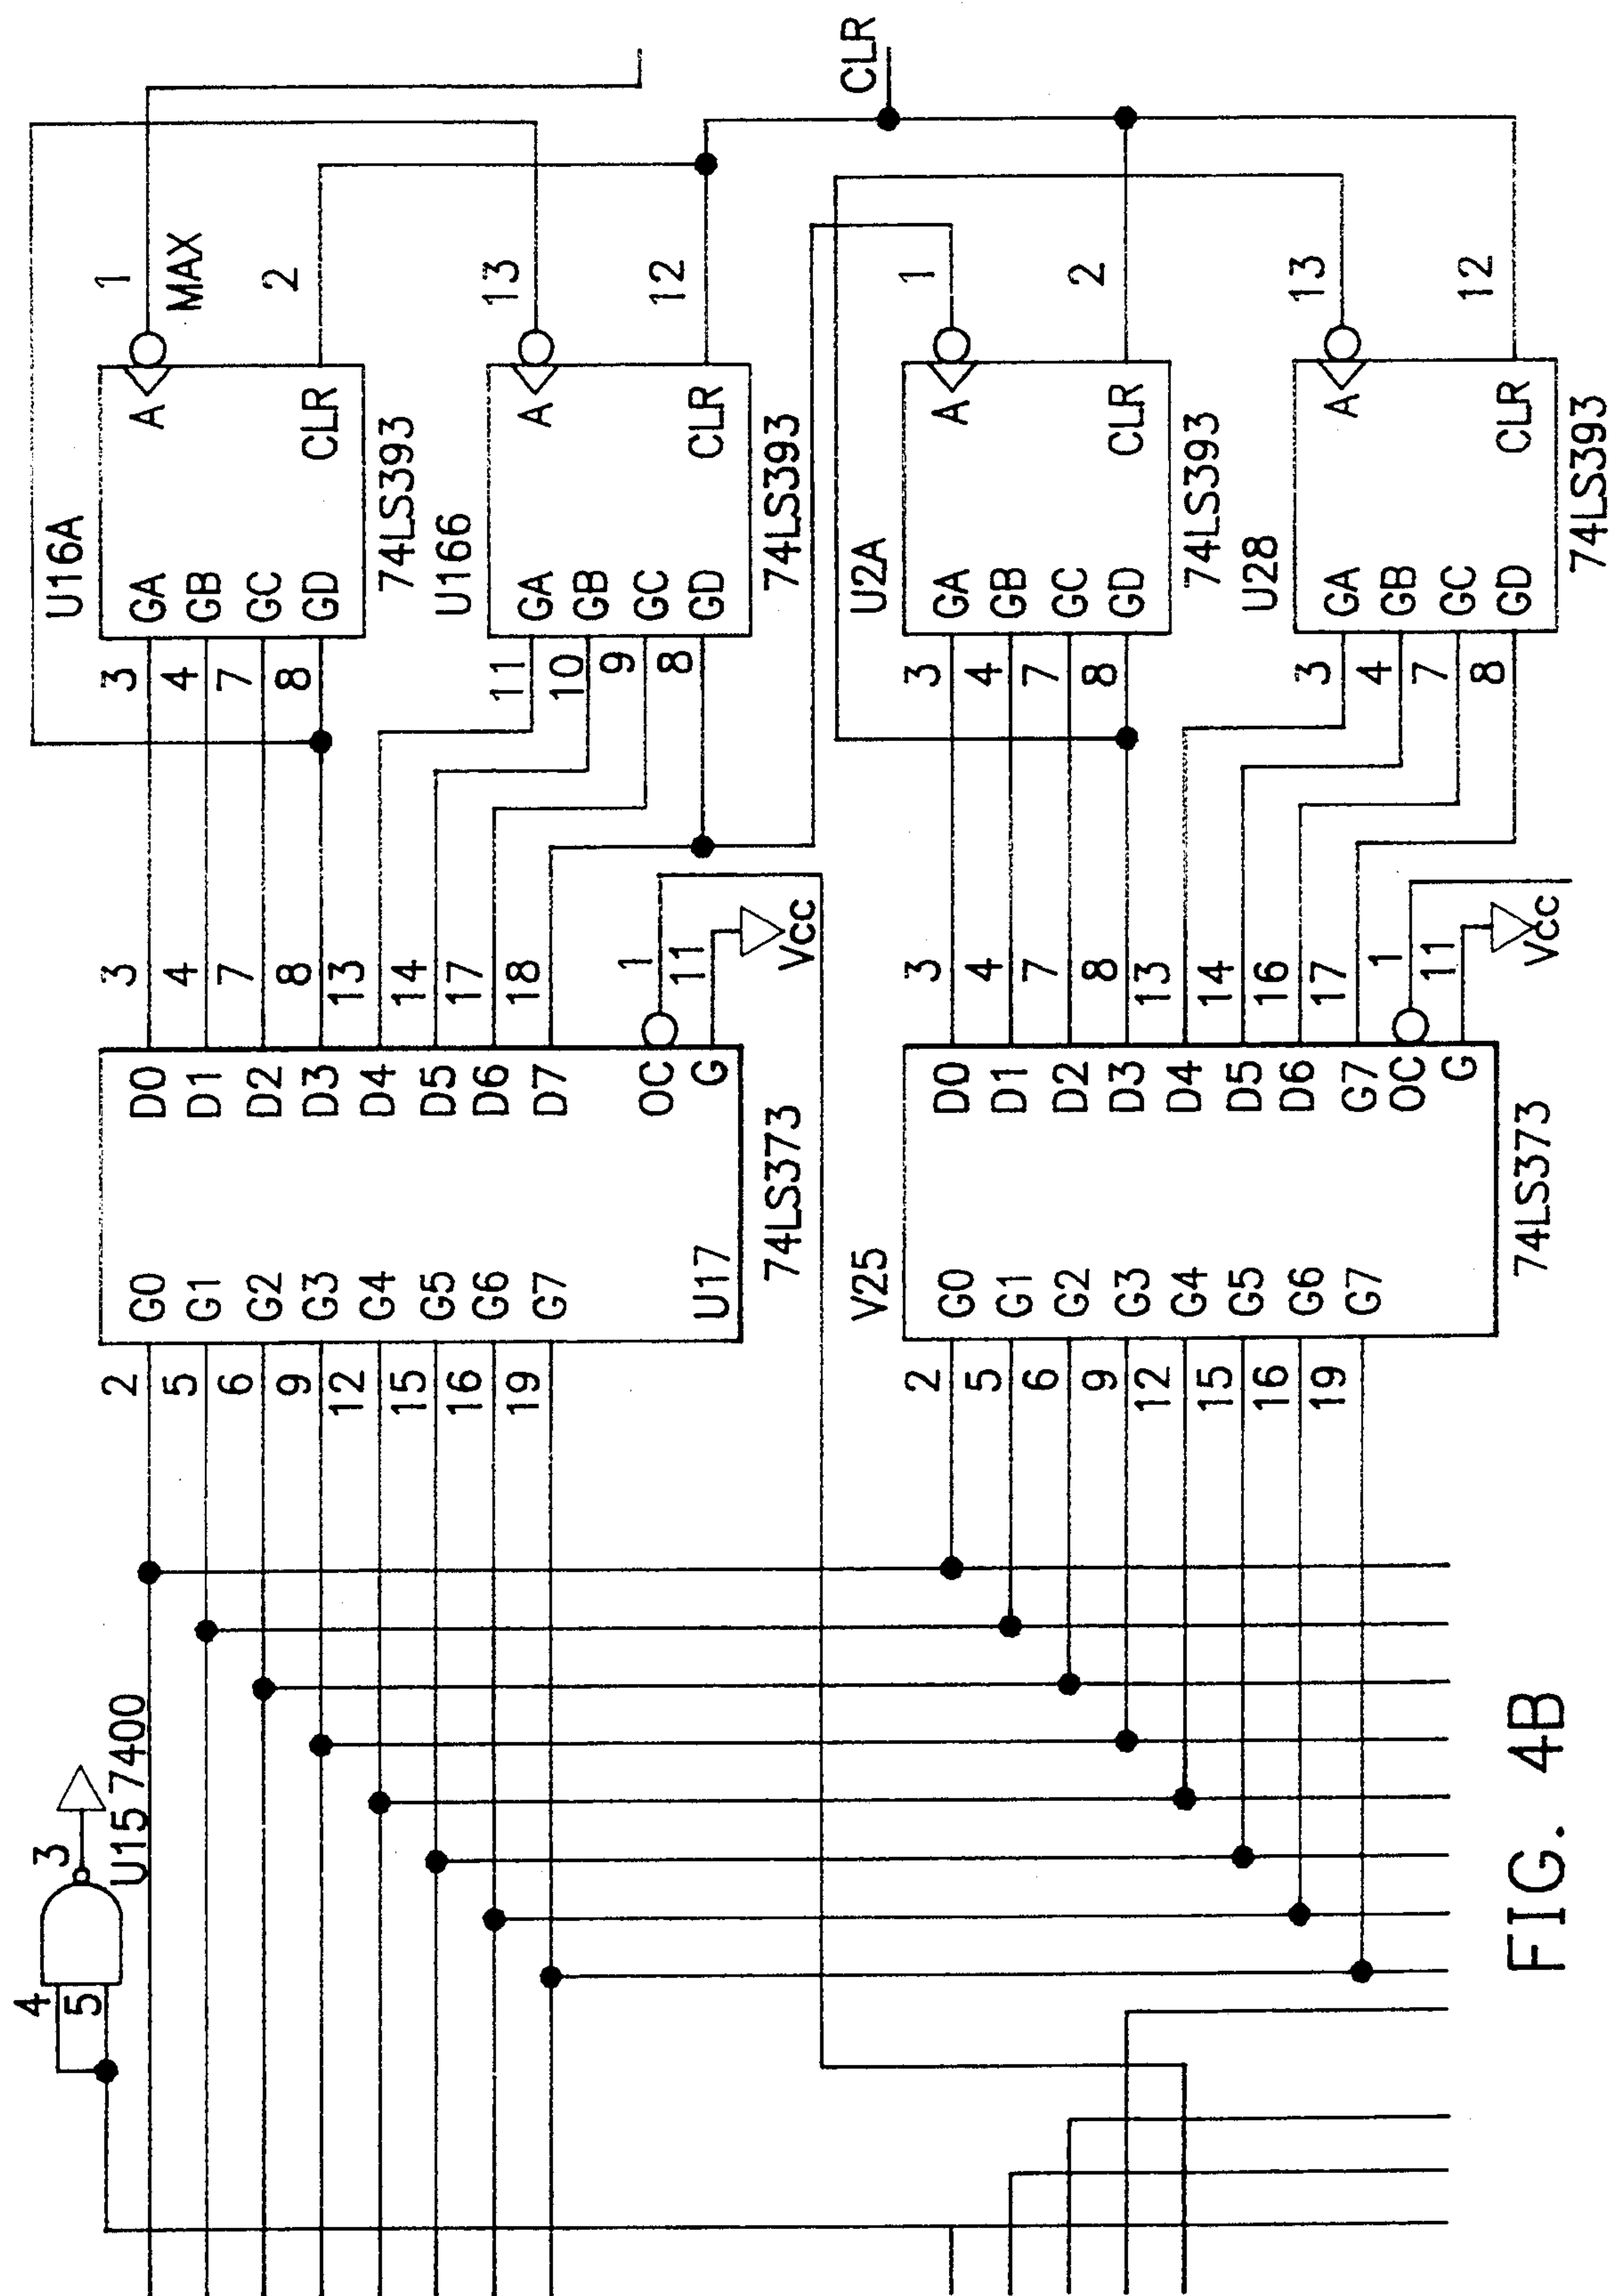 CLR
1
MAX
2
13
12
1
2
13
12
U16A
A
CLR
GA
GB
GC
GD
74LS393
U166
A
CLR
GA
GB
GC
GD
74LS393
U2A
A
CLR
GA
GB
GC
GD
74LS393
U28
A
CLR
GA
GB
GC
GD
74LS393
3
4
7
8
11
10
9
8
3
4
7
8
3
4
7
8
3
4
7
8
13
14
17
18
1
11
Vcc
3
4
7
8
13
14
16
17
1
11
Vcc
D0
D1
D2
D3
D4
D5
D6
D7
OC
G
G0
G1
G2
G3
G4
G5
G6
G7
U17
74LS373
V25
D0
D1
D2
D3
D4
D5
D6
G7
OC
G
G0
G1
G2
G3
G4
G5
G6
G7
74LS373
2
5
6
9
12
15
16
19
2
5
6
9
12
15
16
19
4
5
3
U15 7400
FIG. 4B